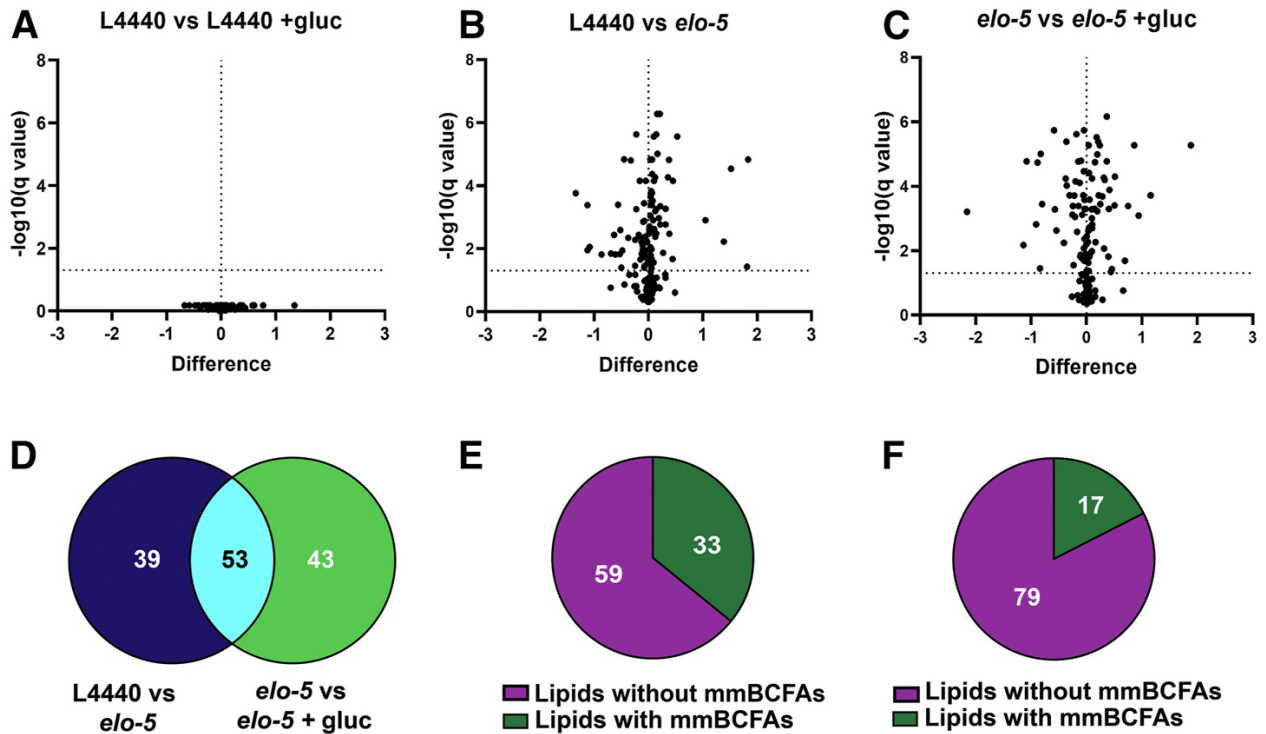 A
L4440 vs L4440 +gluc
-log10(q value)
8
6
4
2
0
-3
-2
-1
0
1
2
3
Difference
B
L4440 vs elo-5
-log10(q value)
8
6
4
2
0
-3
-2
-1
0
1
2
3
Difference
C
elo-5 vs elo-5 +gluc
-log10(q value)
8
6
4
2
0
-3
-2
-1
0
1
2
3
Difference
D
39
53
43
L4440 vs
elo-5
elo-5 vs
elo-5 + gluc
E
33
59
Lipids without mmBCFAs
Lipids with mmBCFAs
F
17
79
Lipids without mmBCFAs
Lipids with mmBCFAs